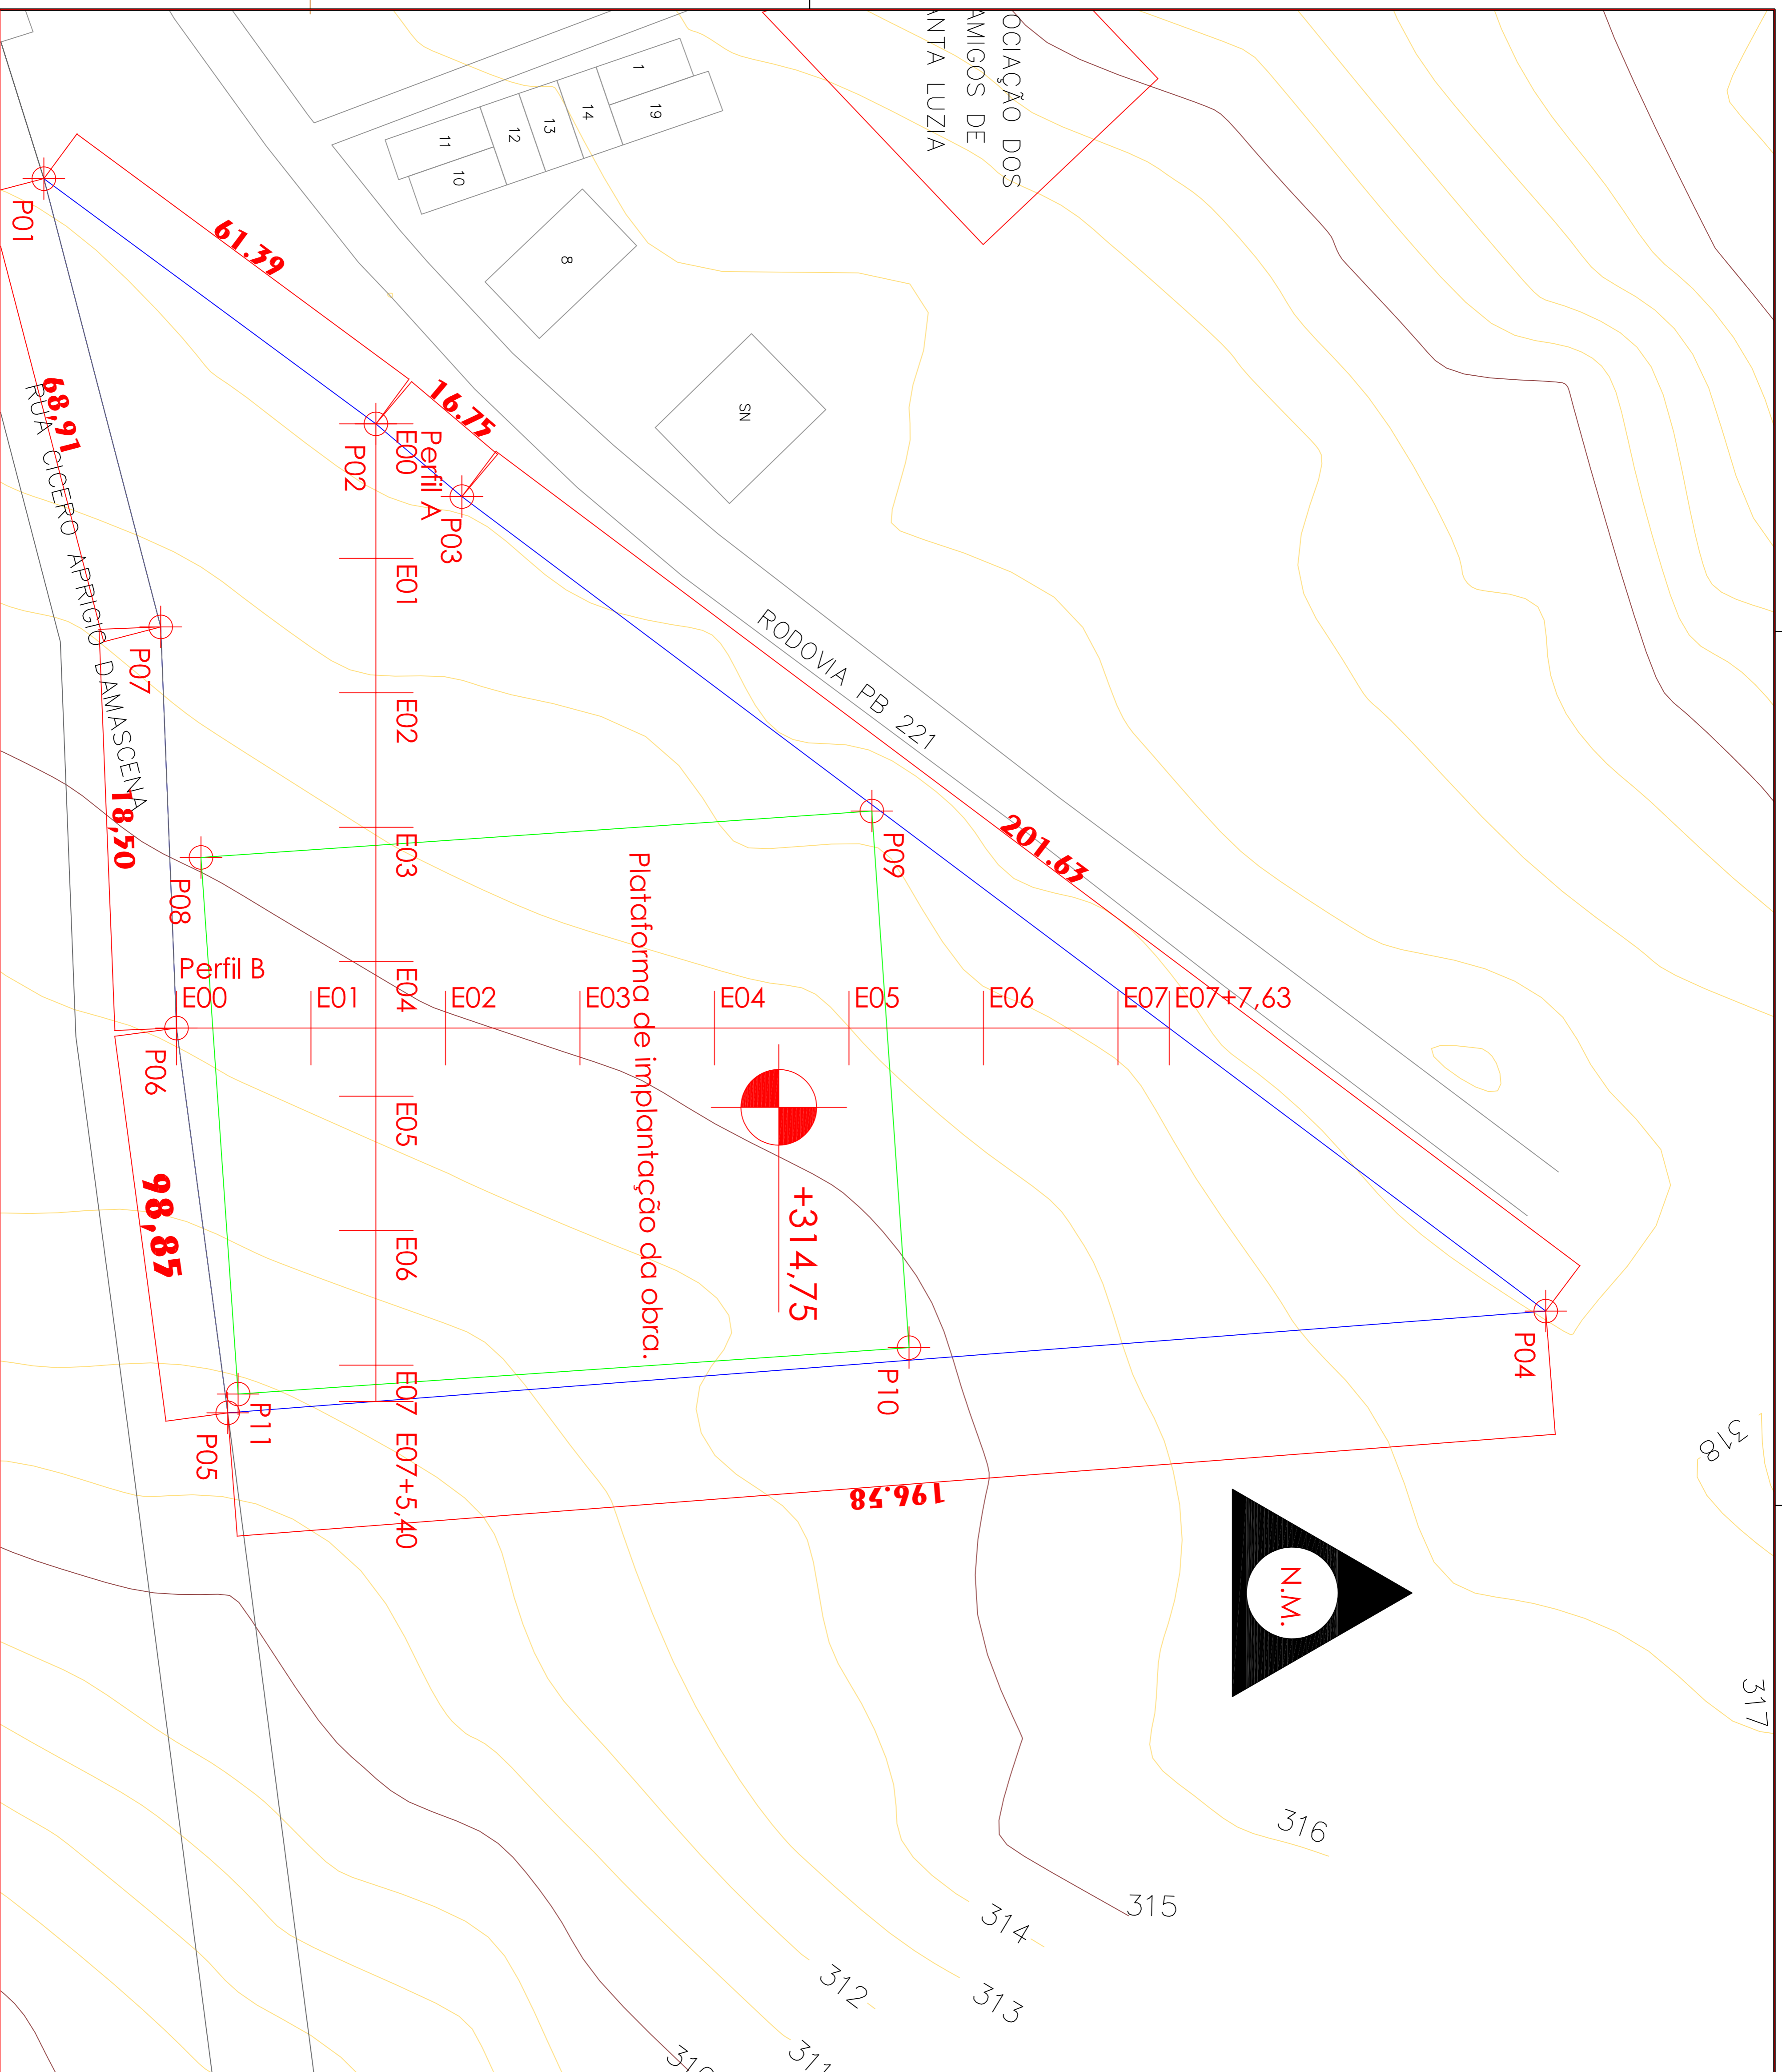 OCIAÇÃO DOS
AMIGOS DE
ANTA LUZIA
1
19
14
13
12
11
10
8
SN
P01
61.39
16.75
68,91
RUA CICERO APRIGIO DAMASCENA
P02
E00
Perfil A
P03
E01
E02
E03
E04
E05
E06
E07
E07+5,40
P07
18,50
P08
RODOVIA PB 221
201.63
P09
Plataforma de implantação da obra.
Perfil B
E00
E01
E02
E03
E04
E05
E06
E07
E07+7,63
P06
98,85
+314,75
P04
P10
P11
P05
196.58
N.M.
318
317
316
315
314
313
312
311
310